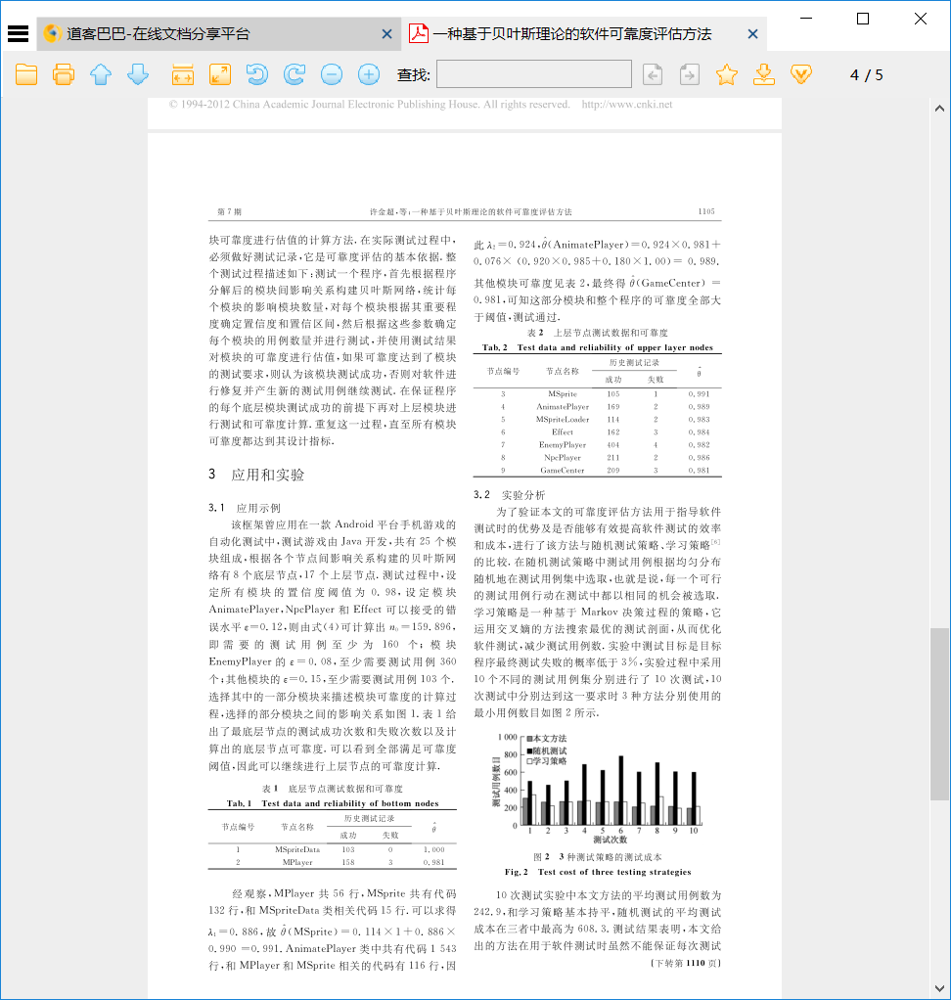 道客巴巴-在线文档分享平台
一种基于贝叶斯理论的软件可靠度评估方法
查找:
4 / 5
© 1994-2012 China Academic Journal Electronic Publishing House. All rights reserved. http://www.cnki.net
第 7 期 许金超,等:一种基于贝叶斯理论的软件可靠度评估方法 1105
块可靠度进行估值的计算方法.在实际测试过程中,
必须做好测试记录,它是可靠度评估的基本依据.整
个测试过程描述如下:测试一个程序,首先根据程序
分解后的模块间影响关系构建贝叶斯网络,统计每
个模块的影响模块数量,对每个模块根据其重要程
度确定置信度和置信区间,然后根据这些参数确定
每个模块的用例数量并进行测试,并使用测试结果
对模块的可靠度进行估值,如果可靠度达到了模块
的测试要求,则认为该模块测试成功,否则对软件进
行修复并产生新的测试用例继续测试.在保证程序
的每个底层模块测试成功的前提下再对上层模块进
行测试和可靠度计算.重复这一过程,直至所有模块
可靠度都达到其设计指标.
3 应用和实验
3.1 应用示例
该框架曾应用在一款 Android 平台手机游戏的
自动化测试中,测试游戏由 Java 开发,共有 25 个模
块组成,根据各个节点间影响关系构建的贝叶斯网
络有 8 个底层节点,17 个上层节点.测试过程中,设
定所有模块的置信度阈值为 0.98,设定模块
AnimatePlayer,NpcPlayer 和 Effect 可以接受的错
误水平 ε=0.12,则由式(4)可计算出 n₀=159.896,
即需要的测试用例至少为 160 个;模块
EnemyPlayer 的 ε=0.08,至少需要测试用例 360
个;其他模块的 ε=0.15,至少需要测试用例 103 个.
选择其中的一部分模块来描述模块可靠度的计算过
程,选择的部分模块之间的影响关系如图 1.表 1 给
出了最底层节点的测试成功次数和失败次数以及计
算出的底层节点可靠度.可以看到全部满足可靠度
阈值,因此可以继续进行上层节点的可靠度计算.
表 1 底层节点测试数据和可靠度
Tab. 1 Test data and reliability of bottom nodes
节点编号 节点名称 历史测试记录 θ̂
成功 失败
1 MSpriteData 103 0 1.000
2 MPlayer 158 3 0.981
经观察,MPlayer 共 56 行,MSprite 共有代码
132 行,和 MSpriteData 类相关代码 15 行.可以求得
λ₁=0.886,故 θ̂(MSprite)=0.114×1+0.886×
0.990 =0.991. AnimatePlayer 类中共有代码 1 543
行,和 MPlayer 和 MSprite 相关的代码有 116 行,因
此 λ₂=0.924,θ̂(AnimatePlayer)=0.924×0.981+
0.076× (0.920×0.985+0.180×1.00)= 0.989.
其他模块可靠度见表 2,最终得 θ̂(GameCenter) =
0.981,可知这部分模块和整个程序的可靠度全部大
于阈值,测试通过.
表 2 上层节点测试数据和可靠度
Tab. 2 Test data and reliability of upper layer nodes
节点编号 节点名称 历史测试记录 θ̂
成功 失败
3 MSprite 105 1 0.991
4 AnimatePlayer 169 2 0.989
5 MSpriteLoader 114 2 0.983
6 Effect 162 3 0.984
7 EnemyPlayer 404 4 0.982
8 NpcPlayer 211 2 0.986
9 GameCenter 209 3 0.981
3.2 实验分析
为了验证本文的可靠度评估方法用于指导软件
测试时的优势及是否能够有效提高软件测试的效率
和成本,进行了该方法与随机测试策略、学习策略[6]
的比较.在随机测试策略中测试用例根据均匀分布
随机地在测试用例集中选取,也就是说,每一个可行
的测试用例行动在测试中都以相同的机会被选取.
学习策略是一种基于 Markov 决策过程的策略,它
运用交叉熵的方法搜索最优的测试剖面,从而优化
软件测试,减少测试用例数.实验中测试目标是目标
程序最终测试失败的概率低于 3%,实验过程中采用
10 个不同的测试用例集分别进行了 10 次测试,10
次测试中分别达到这一要求时 3 种方法分别使用的
最小用例数目如图 2 所示.
测试用例数目
1 000
800
600
400
200
0
本文方法
随机测试
学习策略
1 2 3 4 5 6 7 8 9 10
测试次数
图 2 3 种测试策略的测试成本
Fig. 2 Test cost of three testing strategies
10 次测试实验中本文方法的平均测试用例数为
242.9,和学习策略基本持平,随机测试的平均测试
成本在三者中最高为 608.3.测试结果表明,本文给
出的方法在用于软件测试时虽然不能保证每次测试
(下转第 1110 页)